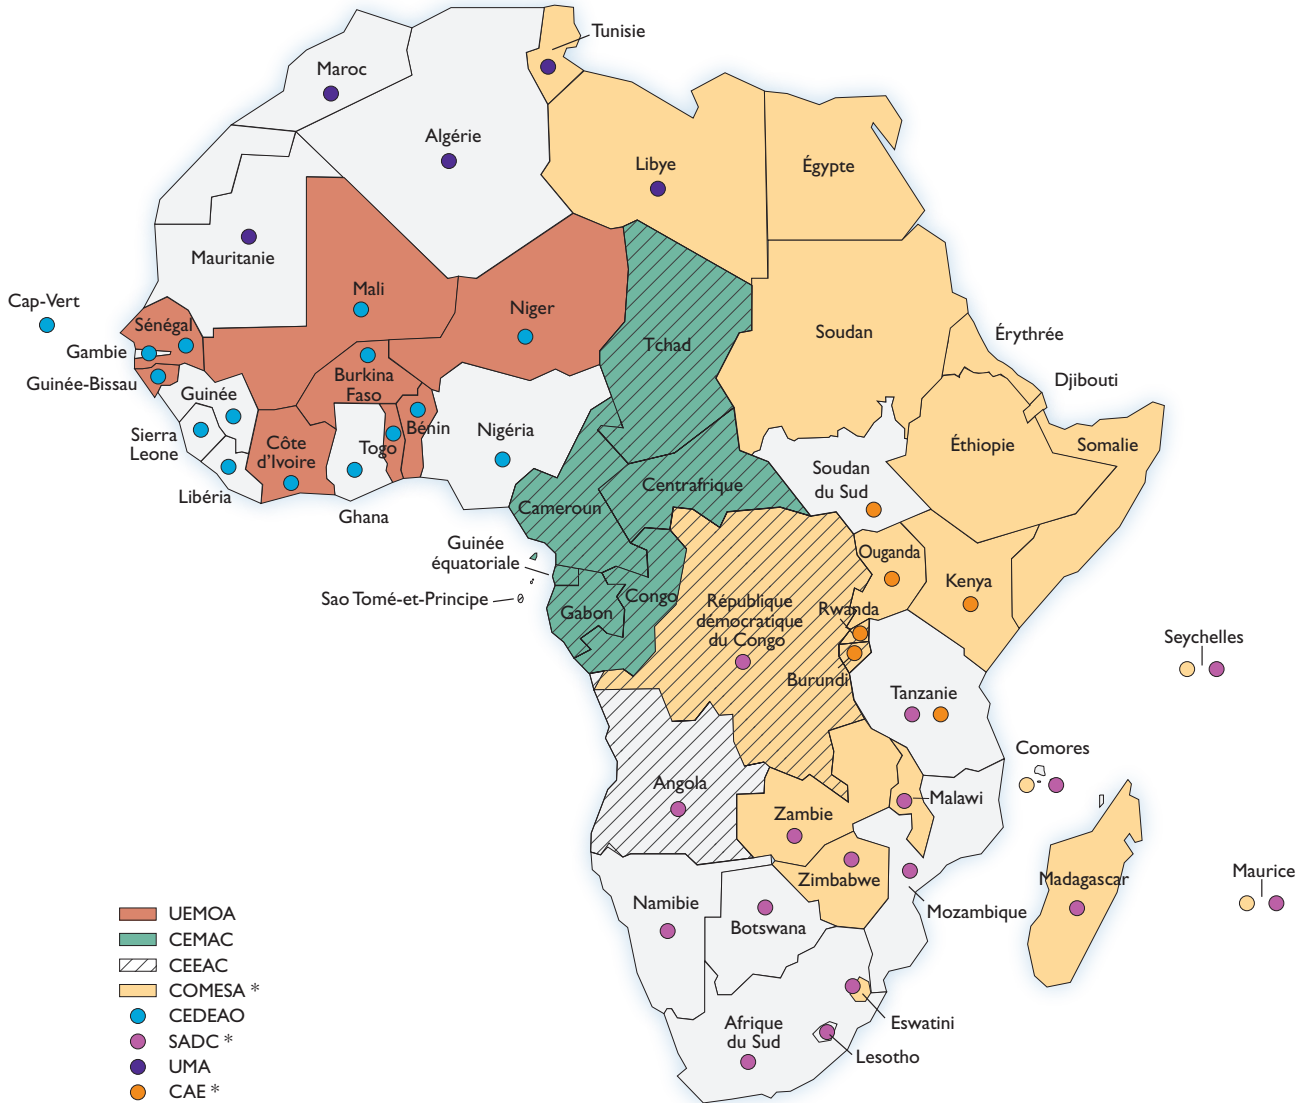 Tunisie
Maroc
Algérie
Libye
Égypte
Mauritanie
Cap-Vert
Mali
Niger
Sénégal
Tchad
Soudan
Érythrée
Gambie
Guinée-Bissau
Burkina
Faso
Djibouti
Guinée
Sierra
Leone
Côte
d'Ivoire
Togo
Bénin
Nigéria
Éthiopie
Somalie
Soudan
du Sud
Libéria
Ghana
Centrafrique
Cameroun
Guinée
équatoriale
Ouganda
Kenya
Sao Tomé-et-Principe
Gabon
Congo
République
démocratique
du Congo
Rwanda
Seychelles
Burundi
Tanzanie
Comores
Angola
Malawi
Zambie
Zimbabwe
Madagascar
Maurice
Namibie
Botswana
Mozambique
Afrique
du Sud
Eswatini
Lesotho
UEMOA
CEMAC
CEEAC
COMESA *
CEDEAO
SADC *
UMA
CAE *